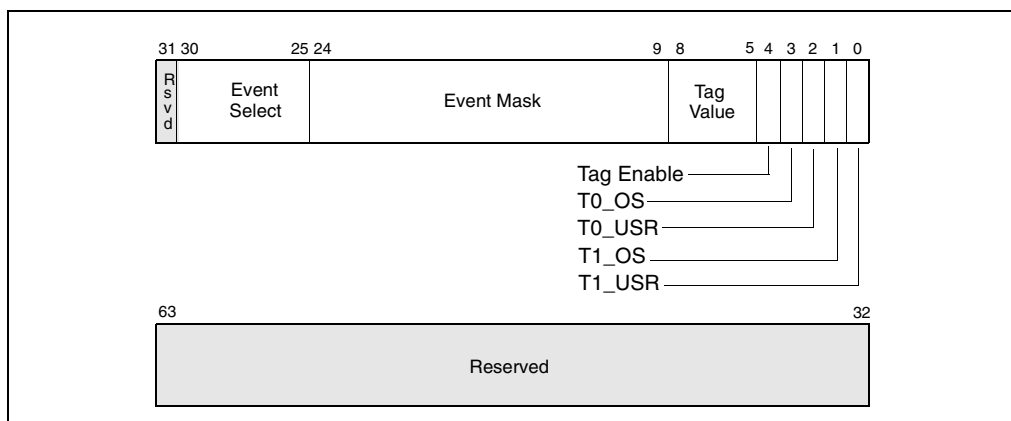 31 30 25 24 9 8 5 4 3 2 1 0
Rsvd
Event Select
Event Mask
Tag Value
Tag Enable
T0_OS
T0_USR
T1_OS
T1_USR
63 32
Reserved